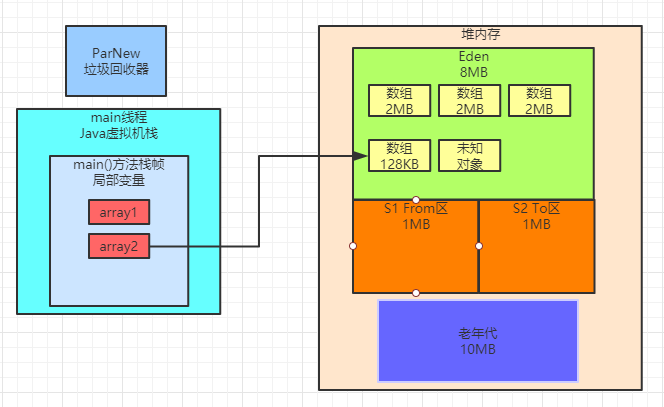 ParNew
垃圾回收器
main线程
Java虚拟机栈
main()方法栈帧
局部变量
array1
array2
堆内存
Eden
8MB
数组
2MB
数组
2MB
数组
2MB
数组
128KB
未知
对象
S1 From区
1MB
S2 To区
1MB
老年代
10MB